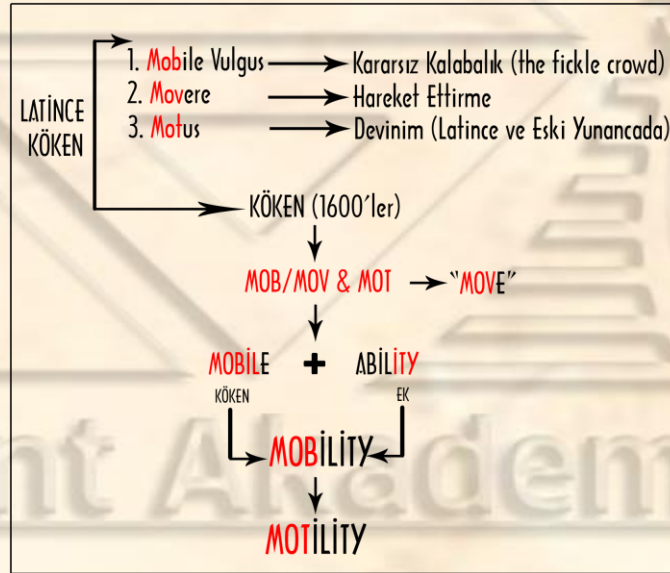 1. Mobile Vulgus → Kararsız Kalabalık (the fickle crowd)
2. Movere → Hareket Ettirme
3. Motus → Devinim (Latince ve Eski Yunancada)
LATİNCE
KÖKEN
KÖKEN (1600'ler)
MOB/MOV & MOT → "MOVE"
MOBİLE + ABİLİTY
KÖKEN EK
MOBİLİTY
MOTİLİTY
nt Akadem